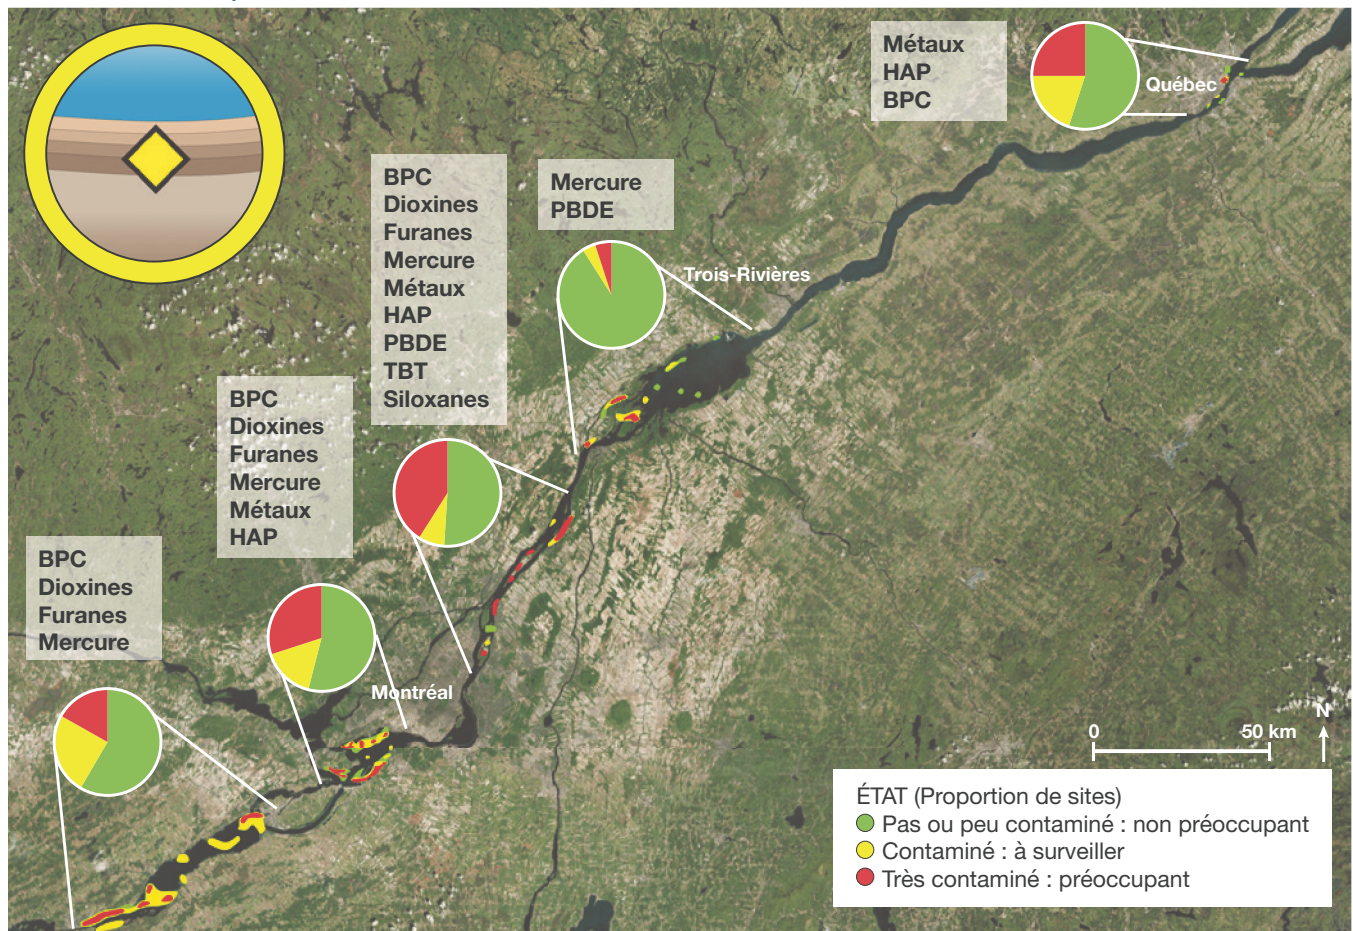 Métaux
HAP
BPC
Québec
BPC
Dioxines
Furanes
Mercure
Métaux
HAP
PBDE
TBT
Siloxanes
Mercure
PBDE
Trois-Rivières
BPC
Dioxines
Furanes
Mercure
Métaux
HAP
BPC
Dioxines
Furanes
Mercure
Montréal
0 50 km
N
ÉTAT (Proportion de sites)
Pas ou peu contaminé : non préoccupant
Contaminé : à surveiller
Très contaminé : préoccupant